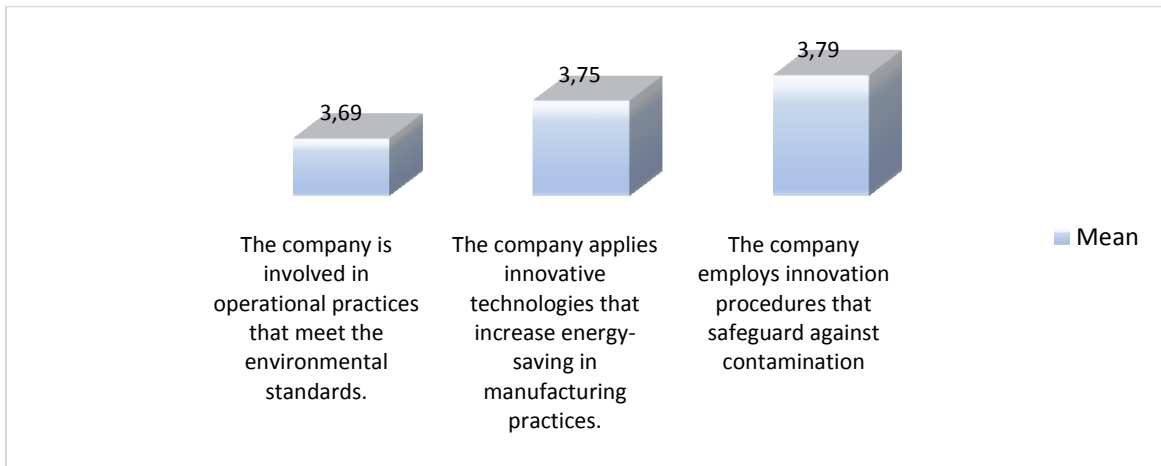 3,69
3,75
3,79
The company is
involved in
operational practices
that meet the
environmental
standards.
The company applies
innovative
technologies that
increase energy-
saving in
manufacturing
practices.
The company
employs innovation
procedures that
safeguard against
contamination
Mean